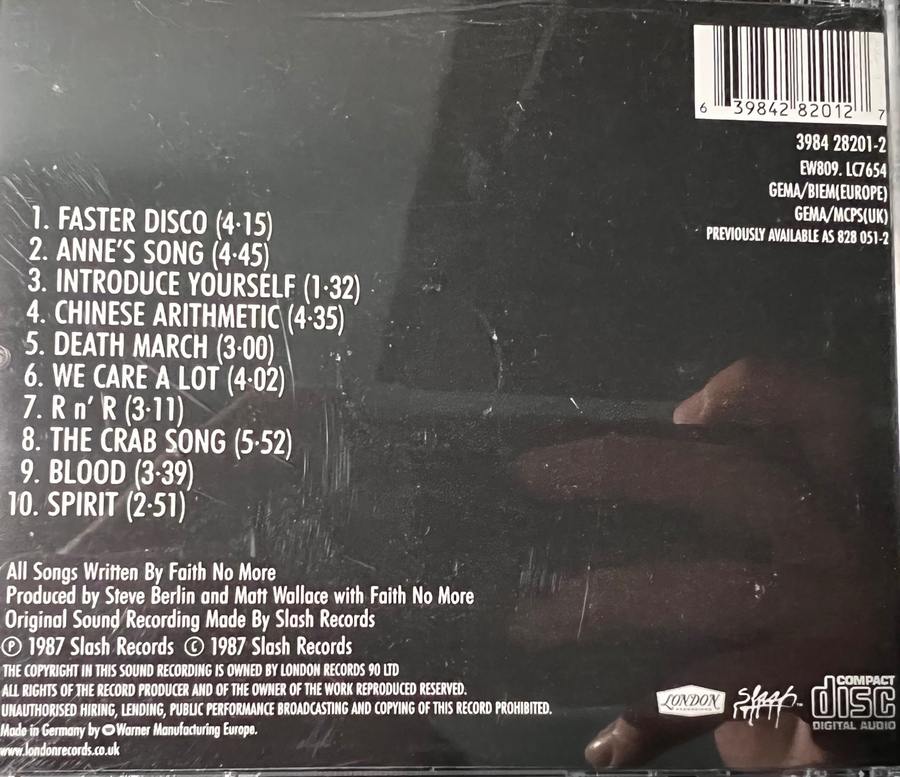 6 39842 82012 7
3984 28201-2
EW809. LC7654
GEMA/BIEM(EUROPE)
GEMA/MCPS(UK)
PREVIOUSLY AVAILABLE AS 828 051-2
1. FASTER DISCO (4·15)
2. ANNE'S SONG (4·45)
3. INTRODUCE YOURSELF (1·32)
4. CHINESE ARITHMETIC (4·35)
5. DEATH MARCH (3·00)
6. WE CARE A LOT (4·02)
7. R n' R (3·11)
8. THE CRAB SONG (5·52)
9. BLOOD (3·39)
10. SPIRIT (2·51)
All Songs Written By Faith No More
Produced by Steve Berlin and Matt Wallace with Faith No More
Original Sound Recording Made By Slash Records
Ⓟ 1987 Slash Records © 1987 Slash Records
THE COPYRIGHT IN THIS SOUND RECORDING IS OWNED BY LONDON RECORDS 90 LTD
ALL RIGHTS OF THE RECORD PRODUCER AND OF THE OWNER OF THE WORK REPRODUCED RESERVED.
UNAUTHORISED HIRING, LENDING, PUBLIC PERFORMANCE BROADCASTING AND COPYING OF THIS RECORD PROHIBITED.
Made in Germany by Warner Manufacturing Europe.
www.londonrecords.co.uk
LONDON
slash
COMPACT
disc
DIGITAL AUDIO